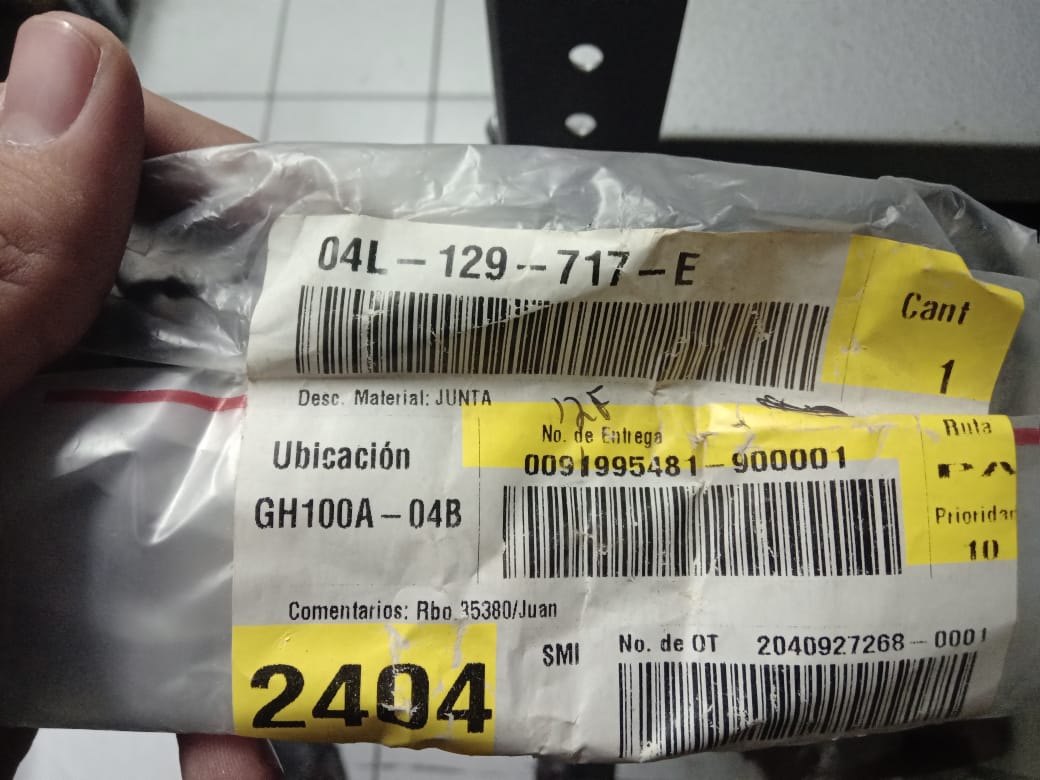 04L-129-717-E
Cant
1
Desc. Material: JUNTA
No. de Entrega
0091995481-900001
Ruta
Ubicación
GH100A-04B
Prioridad
10
Comentarios: Rbo 35380/Juan
2404
SMI
No. de OT 2040927268-0001